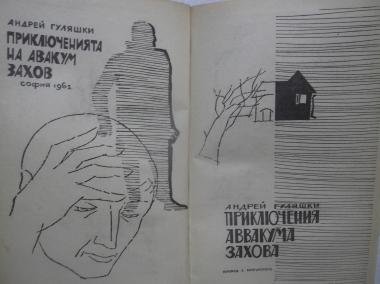 АНДРЕЙ ГУЛЯШКИ
ПРИКЛЮЧЕНИЯТА
НА АВАКУМ
ЗАХОВ
СОФИЯ 1962
АНДРЕЙ ГУЛЯШКИ
ПРИКЛЮЧЕНИЯ
АВВАКУМА
ЗАХОВА